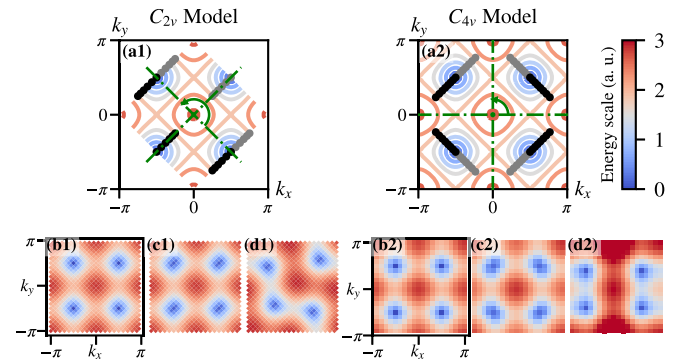 C2v Model
C4v Model
ky
ky
π
0
−π
−π
0
π
kx
(a1)
π
0
−π
−π
0
π
kx
(a2)
3
2
1
0
Energy scale (a. u.)
π
ky
−π
−π
kx
π
(b1)
(c1)
(d1)
π
ky
−π
−π
kx
π
(b2)
(c2)
(d2)